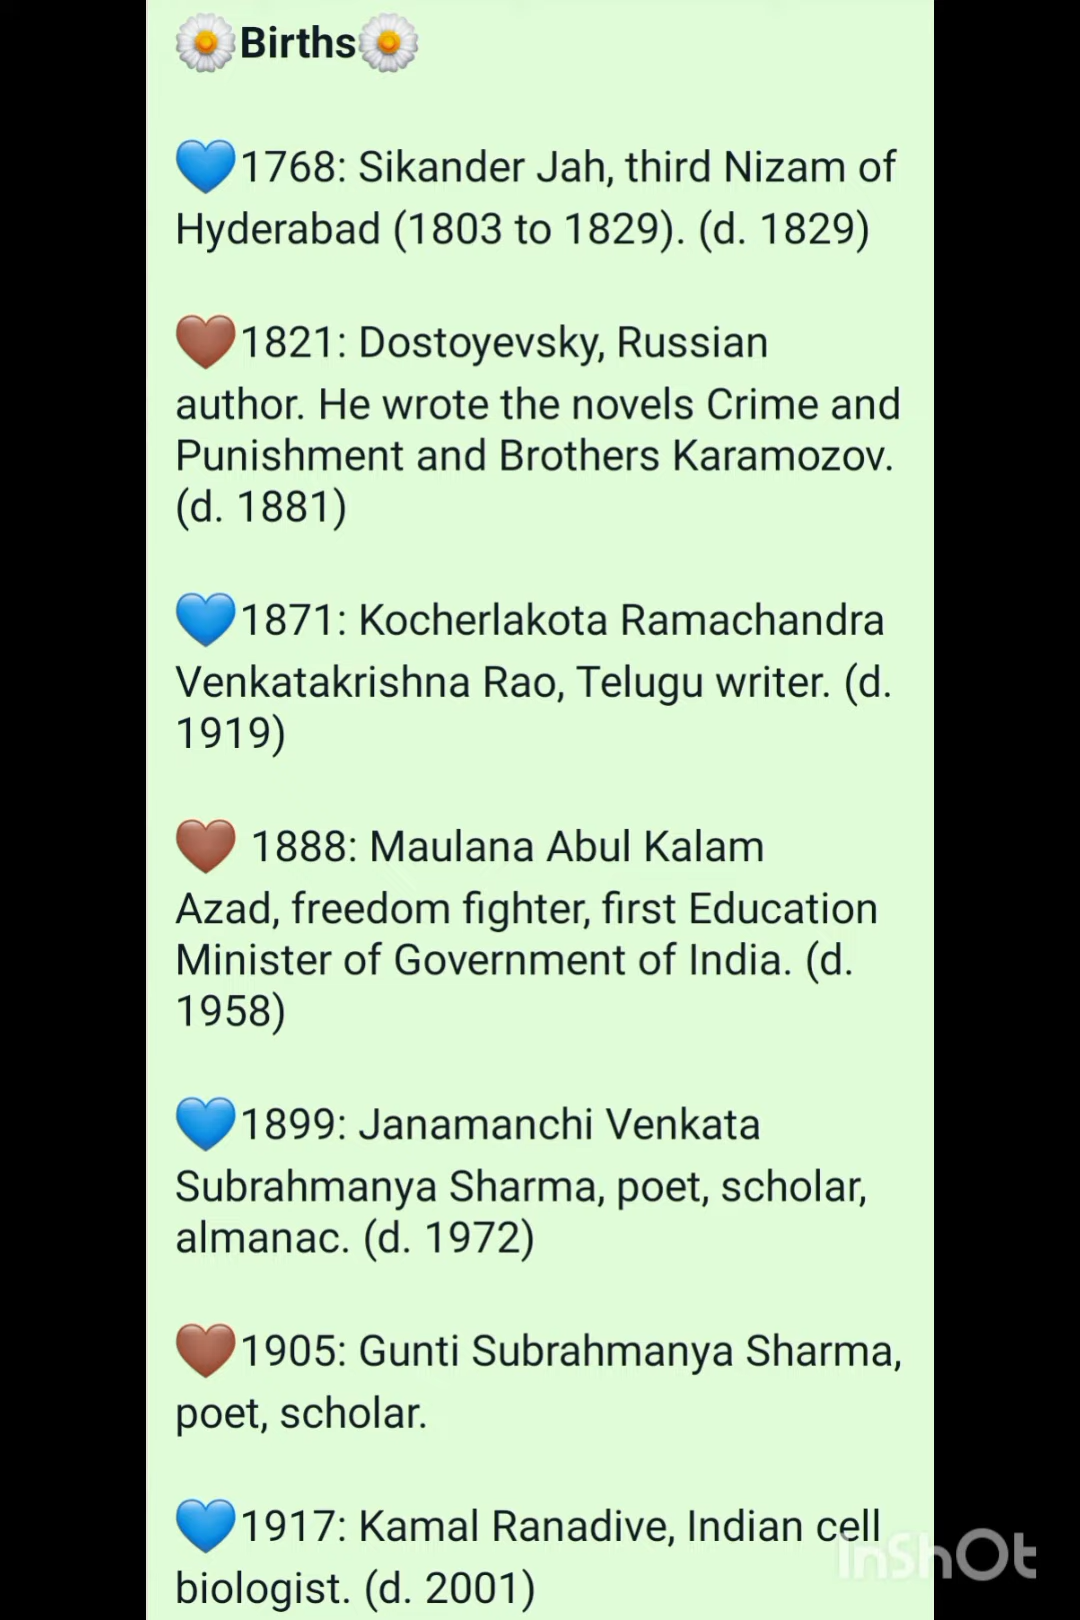 🌼Births🌼
💙1768: Sikander Jah, third Nizam of
Hyderabad (1803 to 1829). (d. 1829)
🤎1821: Dostoyevsky, Russian
author. He wrote the novels Crime and
Punishment and Brothers Karamozov.
(d. 1881)
💙1871: Kocherlakota Ramachandra
Venkatakrishna Rao, Telugu writer. (d.
1919)
🤎 1888: Maulana Abul Kalam
Azad, freedom fighter, first Education
Minister of Government of India. (d.
1958)
💙1899: Janamanchi Venkata
Subrahmanya Sharma, poet, scholar,
almanac. (d. 1972)
🤎1905: Gunti Subrahmanya Sharma,
poet, scholar.
💙1917: Kamal Ranadive, Indian cell
biologist. (d. 2001)
InShOt